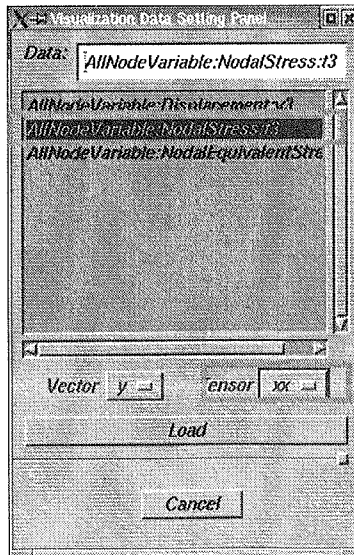 Visualization Data Setting Panel
Data: AllNodeVariable:NodalStress:t3
AllNodeVariable:Displacement:v3
AllNodeVariable:NodalStress:t3
AllNodeVariable:NodalEquivalentStre
Vector y ensor xx
Load
Cancel